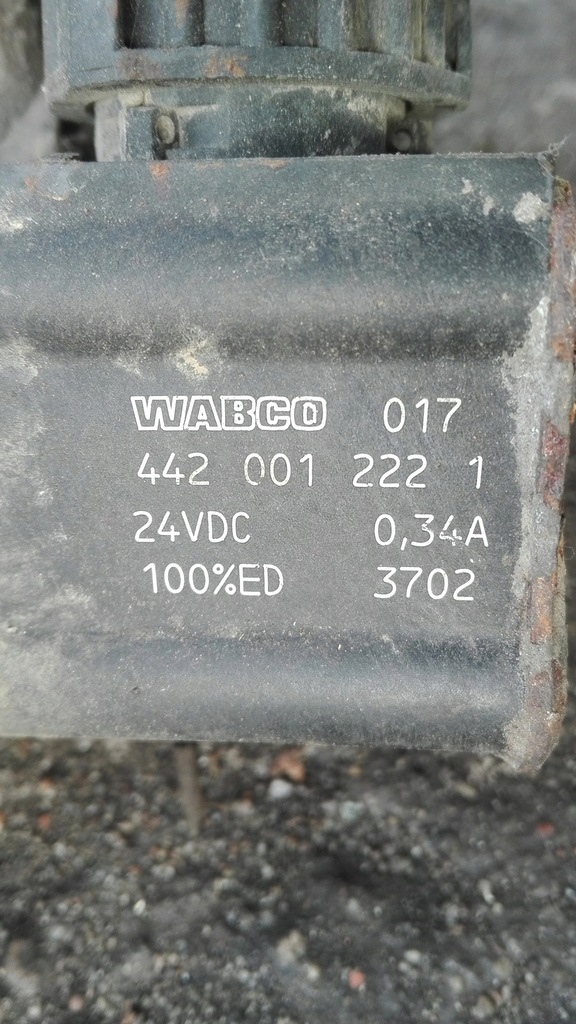 WABCO 017
442 001 222 1
24VDC 0,34A
100%ED 3702